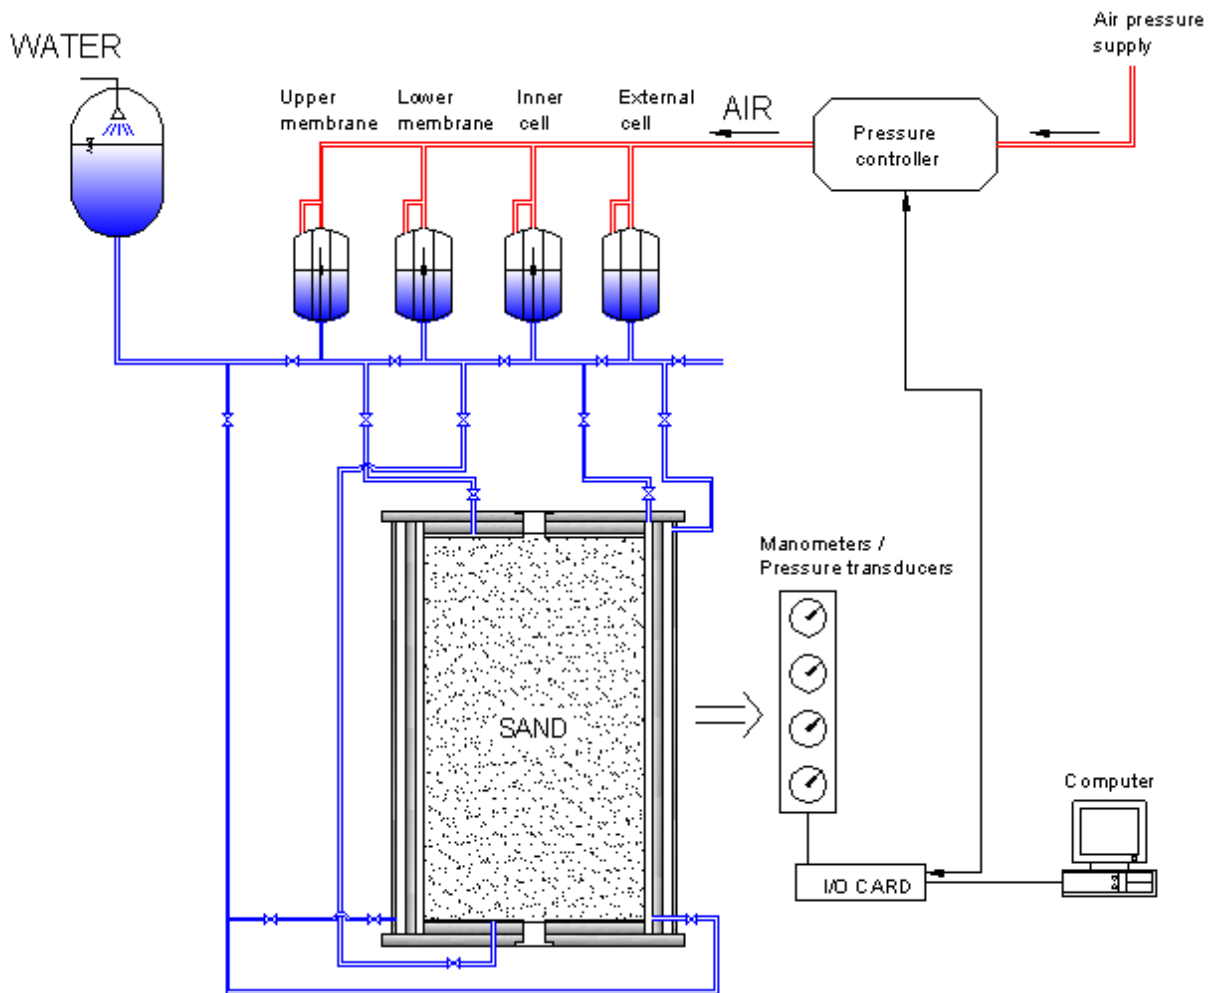 Air pressure
supply
WATER
Upper
membrane
Lower
membrane
Inner
cell
External
cell
AIR
Pressure
controller
Manometers /
Pressure transducers
SAND
Computer
I/O CARD